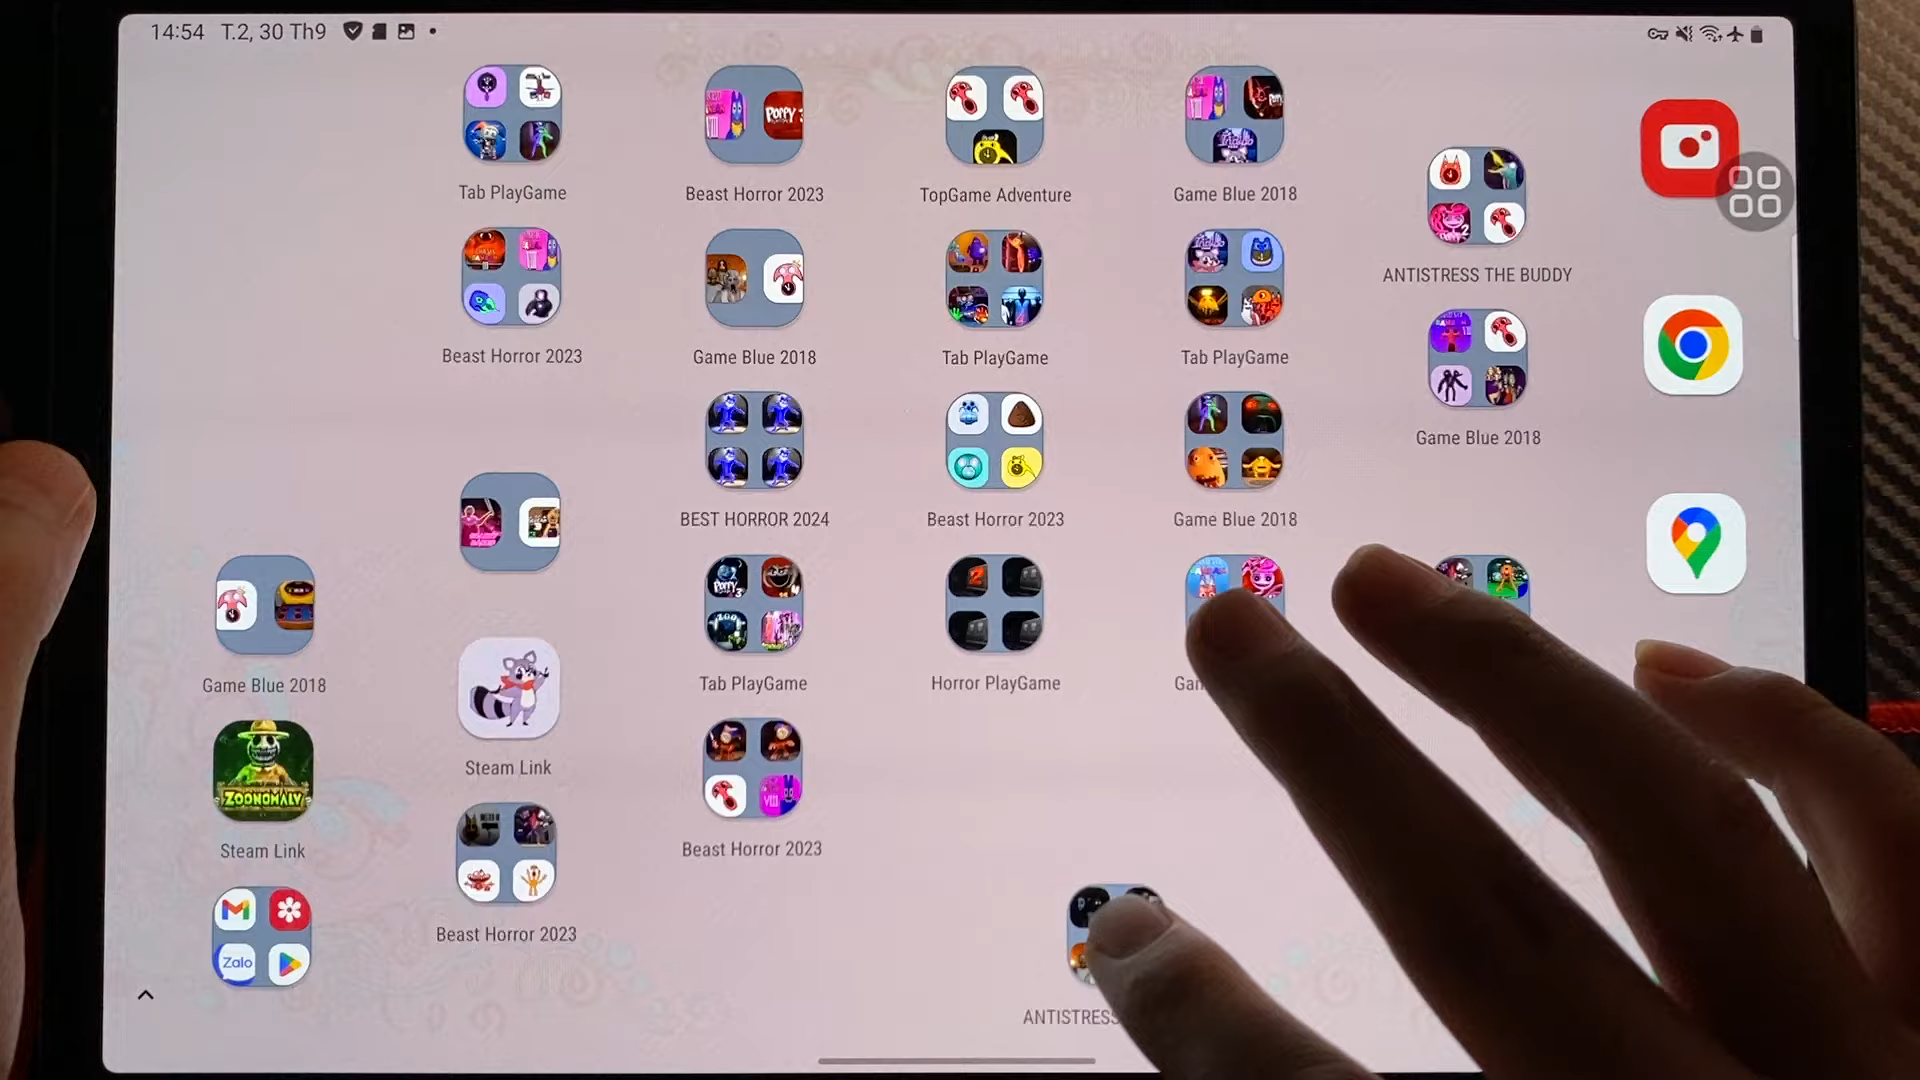 14:54 T.2, 30 Th9
Tab PlayGame
Beast Horror 2023
TopGame Adventure
Game Blue 2018
ANTISTRESS THE BUDDY
Beast Horror 2023
Game Blue 2018
Tab PlayGame
Tab PlayGame
Game Blue 2018
BEST HORROR 2024
Beast Horror 2023
Game Blue 2018
Game Blue 2018
Tab PlayGame
Horror PlayGame
Steam Link
ZOONOMALY
Steam Link
Beast Horror 2023
Beast Horror 2023
Zalo
ANTISTRESS